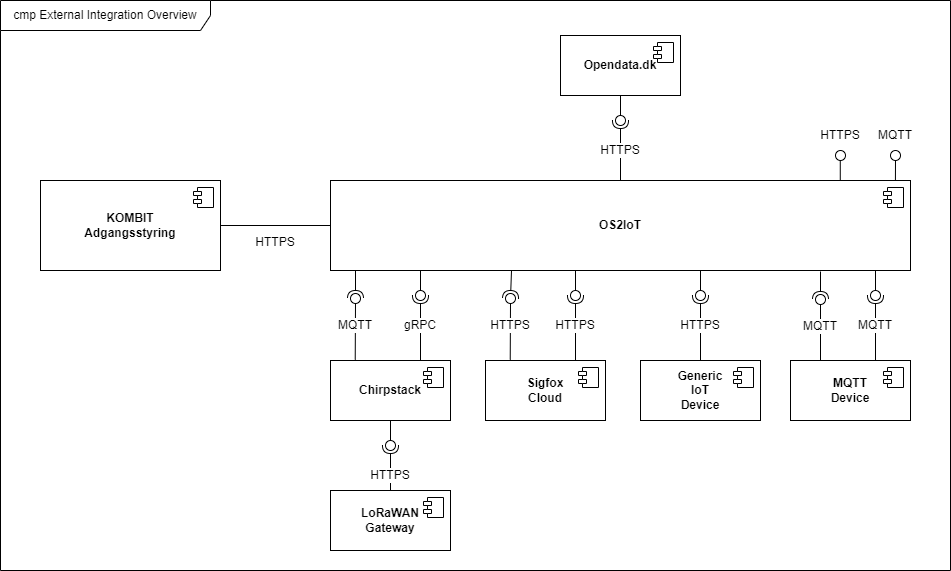 cmp External Integration Overview
Opendata.dk
HTTPS
HTTPS
MQTT
KOMBIT
Adgangsstyring
HTTPS
OS2IoT
MQTT
gRPC
HTTPS
HTTPS
HTTPS
MQTT
MQTT
Chirpstack
Sigfox
Cloud
Generic
IoT
Device
MQTT
Device
HTTPS
LoRaWAN
Gateway